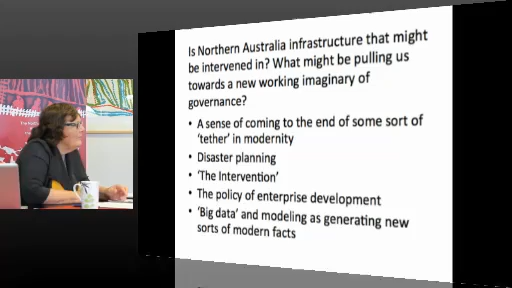 Is Northern Australia infrastructure that might
be intervened in? What might be pulling us
towards a new working imaginary of
governance?
• A sense of coming to the end of some sort of
‘tether’ in modernity
• Disaster planning
• ‘The Intervention’
• The policy of enterprise development
• ‘Big data’ and modeling as generating new
sorts of modern facts